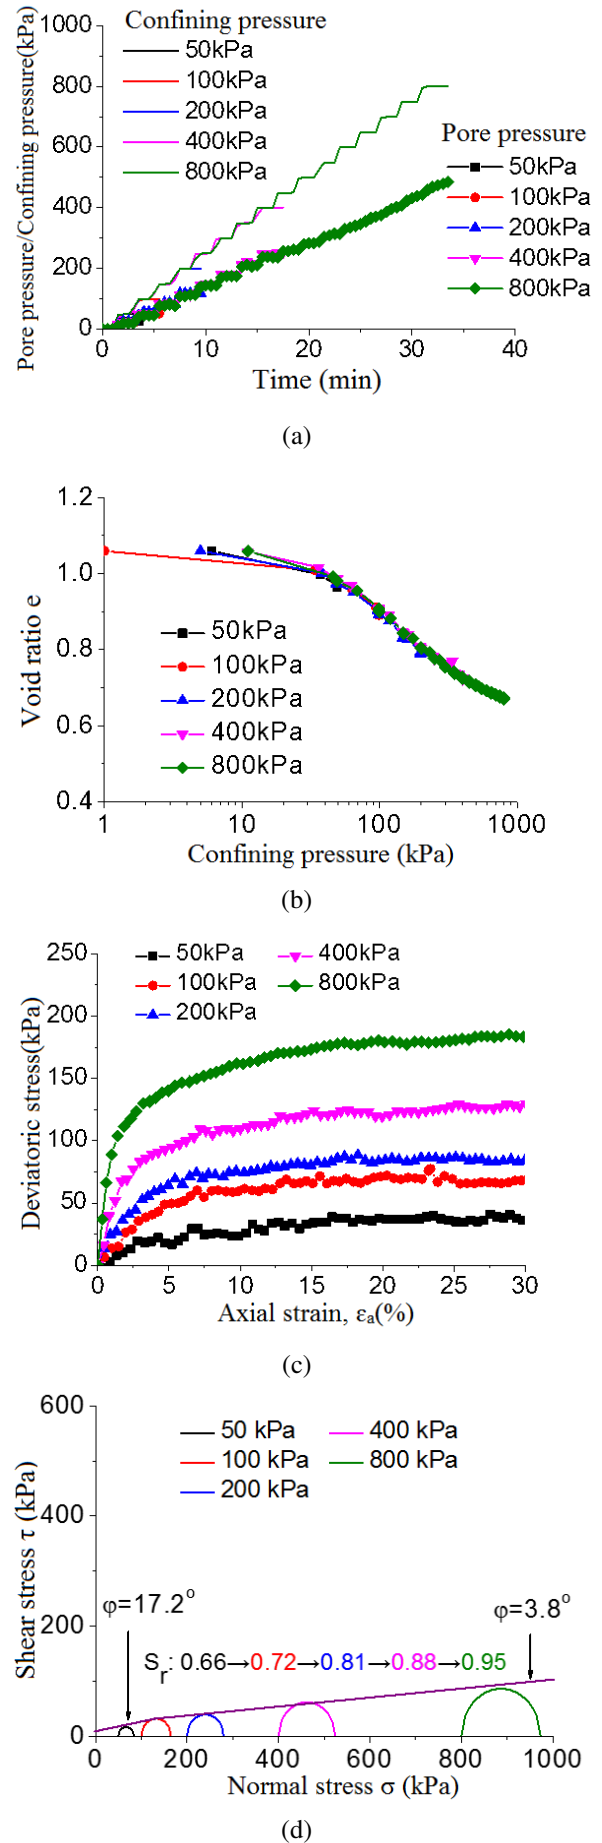 Confining pressure
50kPa
100kPa
200kPa
400kPa
800kPa
Pore pressure
50kPa
100kPa
200kPa
400kPa
800kPa
Pore pressure/Confining pressure(kPa)
1000
800
600
400
200
0
0 10 20 30 40
Time (min)
(a)
1.2
1.0
0.8
0.6
0.4
Void ratio e
50kPa
100kPa
200kPa
400kPa
800kPa
1 10 100 1000
Confining pressure (kPa)
(b)
250
200
150
100
50
0
Deviatoric stress(kPa)
50kPa 400kPa
100kPa 800kPa
200kPa
0 5 10 15 20 25 30
Axial strain, εₐ(%)
(c)
600
400
200
0
Shear stress τ (kPa)
50 kPa 400 kPa
100 kPa 800 kPa
200 kPa
φ=17.2°
φ=3.8°
Sᵣ: 0.66→0.72→0.81→0.88→0.95
0 200 400 600 800 1000
Normal stress σ (kPa)
(d)